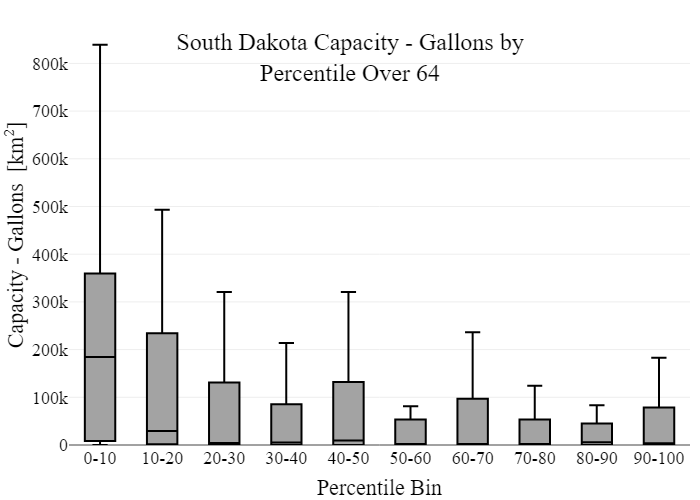 South Dakota Capacity - Gallons by
Percentile Over 64
Capacity - Gallons [km²]
800k
700k
600k
500k
400k
300k
200k
100k
0
0-10 10-20 20-30 30-40 40-50 50-60 60-70 70-80 80-90 90-100
Percentile Bin